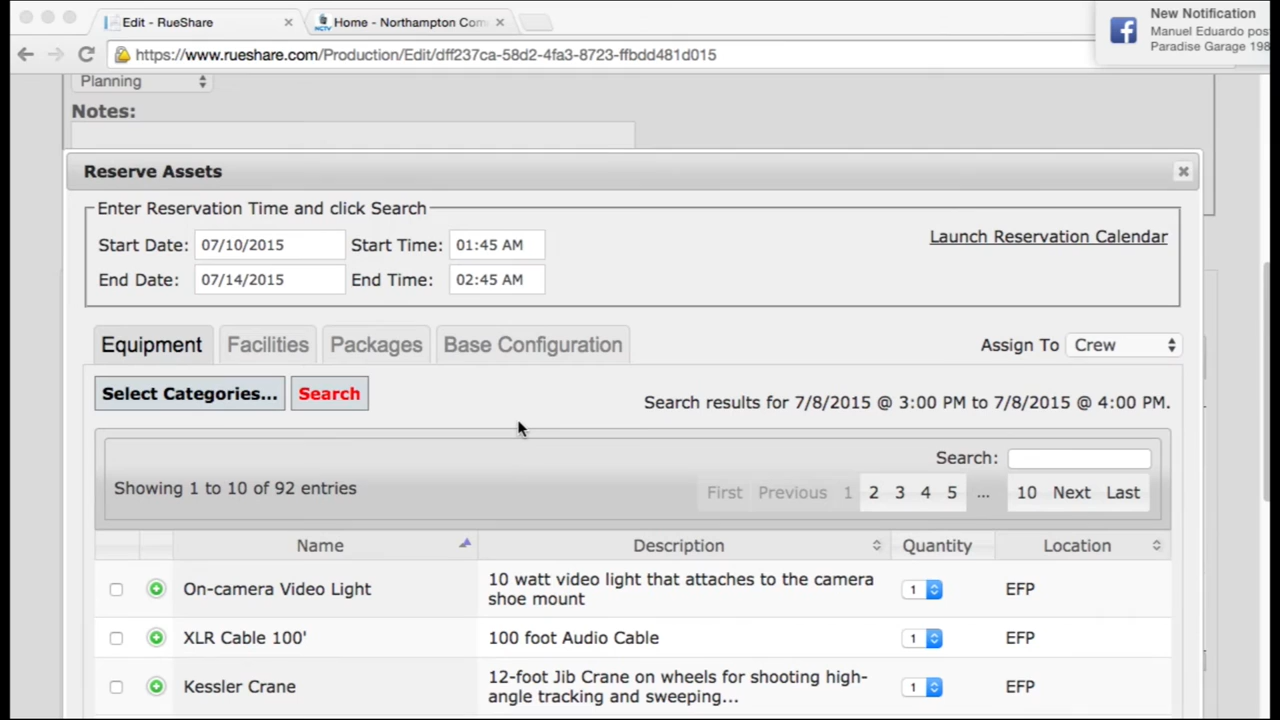 Edit - RueShare
Home - Northampton Com
New Notification
Manuel Eduardo pos
Paradise Garage 198
https://www.rueshare.com/Production/Edit/dff237ca-58d2-4fa3-8723-ffbdd481d015
Planning
Notes:
Reserve Assets
Enter Reservation Time and click Search
Start Date: 07/10/2015 Start Time: 01:45 AM
Launch Reservation Calendar
End Date: 07/14/2015 End Time: 02:45 AM
Equipment Facilities Packages Base Configuration Assign To Crew
Select Categories... Search
Search results for 7/8/2015 @ 3:00 PM to 7/8/2015 @ 4:00 PM.
Search:
Showing 1 to 10 of 92 entries First Previous 1 2 3 4 5 ... 10 Next Last
Name Description Quantity Location
On-camera Video Light 10 watt video light that attaches to the camera shoe mount 1 EFP
XLR Cable 100' 100 foot Audio Cable 1 EFP
Kessler Crane 12-foot Jib Crane on wheels for shooting high-angle tracking and sweeping... 1 EFP